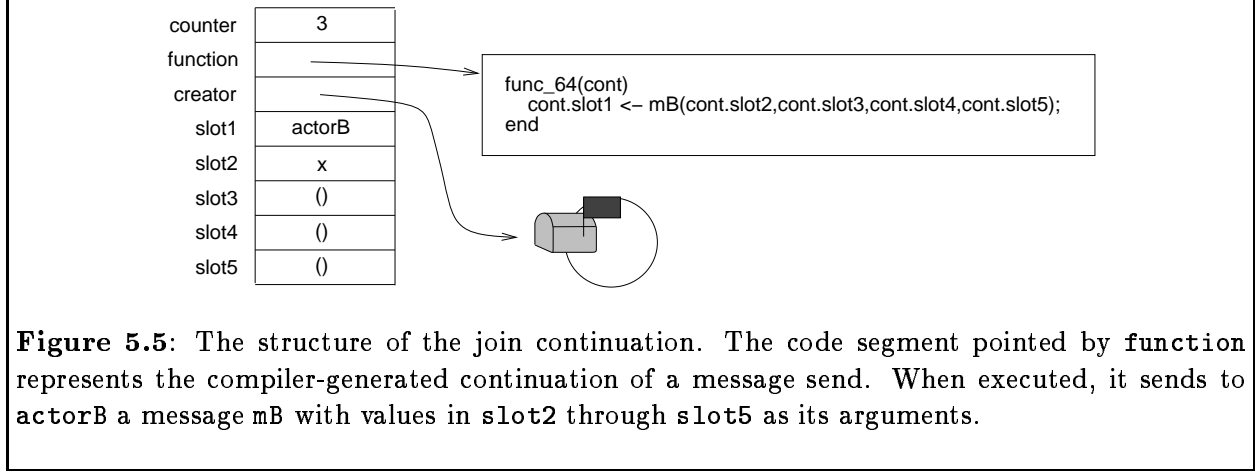 counter 3
function
creator
slot1 actorB
slot2 x
slot3 ()
slot4 ()
slot5 ()
func_64(cont)
cont.slot1 <– mB(cont.slot2,cont.slot3,cont.slot4,cont.slot5);
end
Figure 5.5: The structure of the join continuation. The code segment pointed by function
represents the compiler-generated continuation of a message send. When executed, it sends to
actorB a message mB with values in slot2 through slot5 as its arguments.